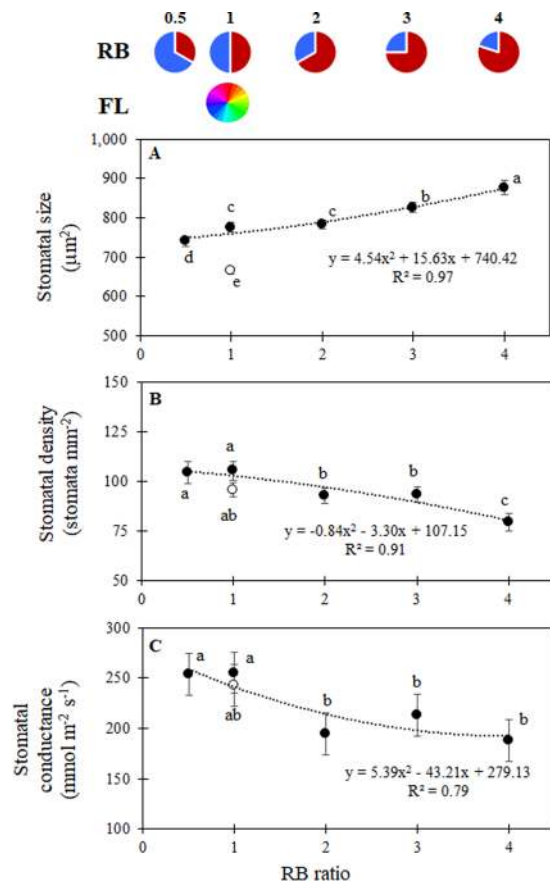 0.5 1 2 3 4
RB
FL
1,000
A
a
900
b
c
c
800
d
700
y = 4.54x² + 15.63x + 740.42
e
R² = 0.97
600
500
0 1 2 3 4
Stomatal size
(μm²)
150
B
125
a
b
b
100
a
ab
c
75
y = -0.84x² - 3.30x + 107.15
R² = 0.91
50
0 1 2 3 4
Stomatal density
(stomata mm⁻²)
300
C
a
a
250
b
b
ab
b
200
150
y = 5.39x² - 43.21x + 279.13
R² = 0.79
100
0 1 2 3 4
Stomatal
conductance
(mmol m⁻² s⁻¹)
RB ratio